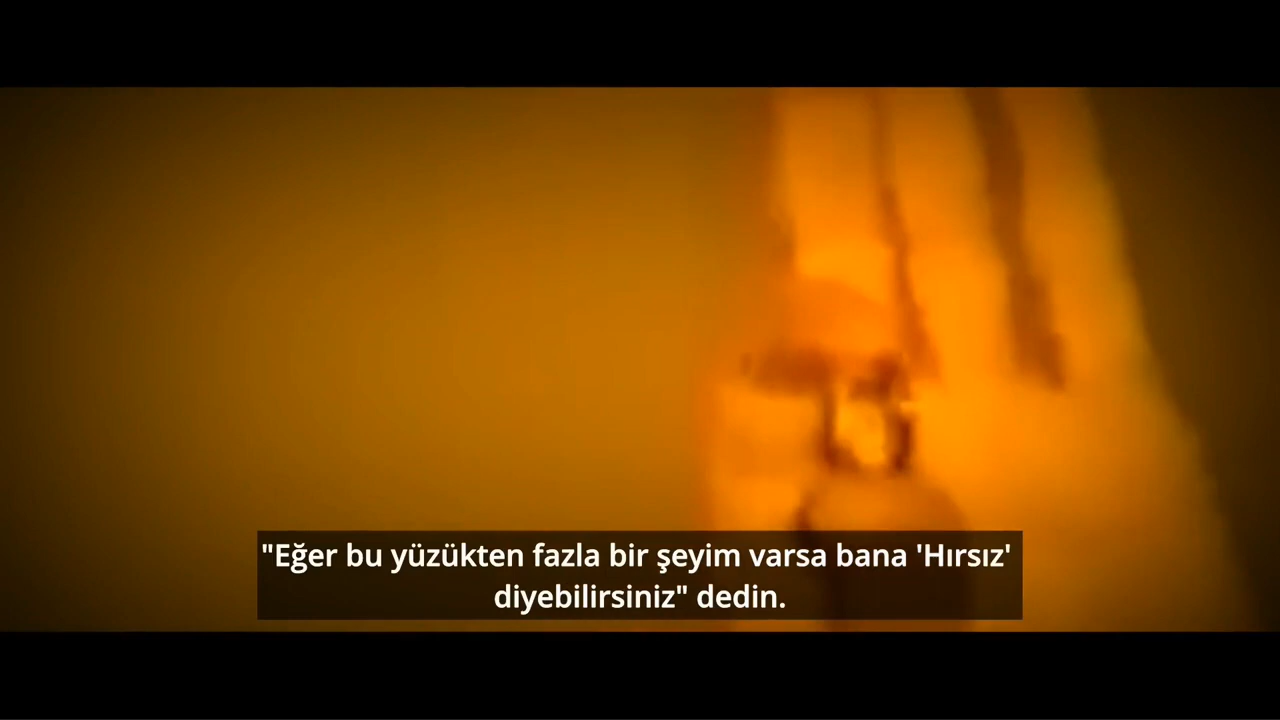 "Eğer bu yüzükten fazla bir şeyim varsa bana 'Hırsız'
diyebilirsiniz" dedin.